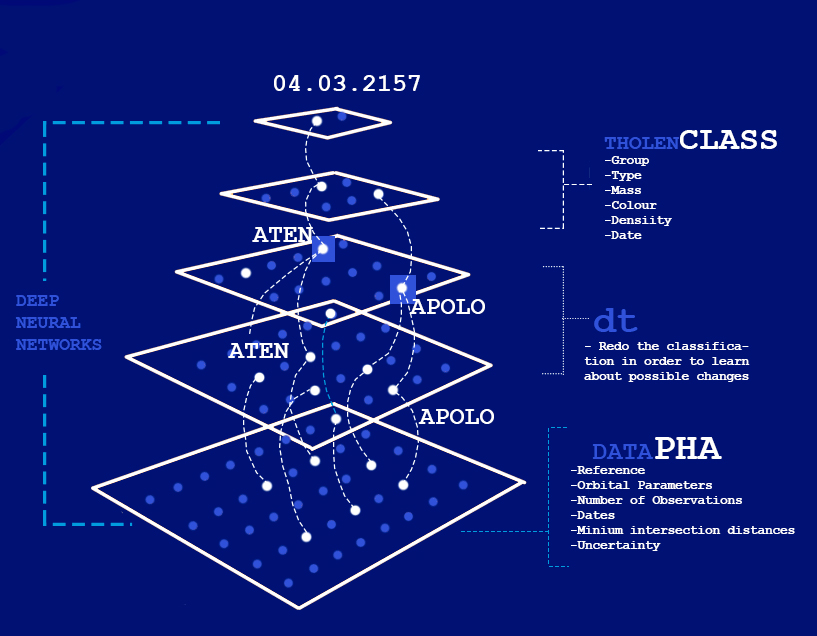 04.03.2157
THOLENCLASS
-Group
-Type
-Mass
-Colour
-Densiity
-Date
ATEN
APOLO
DEEP
NEURAL
NETWORKS
dt
- Redo the classifica-
tion in order to learn
about possible changes
ATEN
APOLO
DATAPHA
-Reference
-Orbital Parameters
-Number of Observations
-Dates
-Minium intersection distances
-Uncertainty